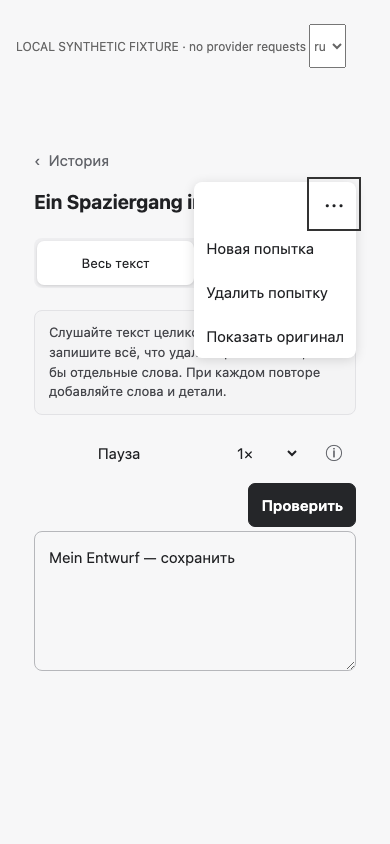 LOCAL SYNTHETIC FIXTURE · no provider requests ru
‹ История
Ein Spaziergang
...
Новая попытка
Удалить попытку
Показать оригинал
Весь текст
Слушайте текст
запишите всё, что
бы отдельные слова. При каждом повторе
добавляйте слова и детали.
Пауза 1× ⓘ
Проверить
Mein Entwurf — сохранить